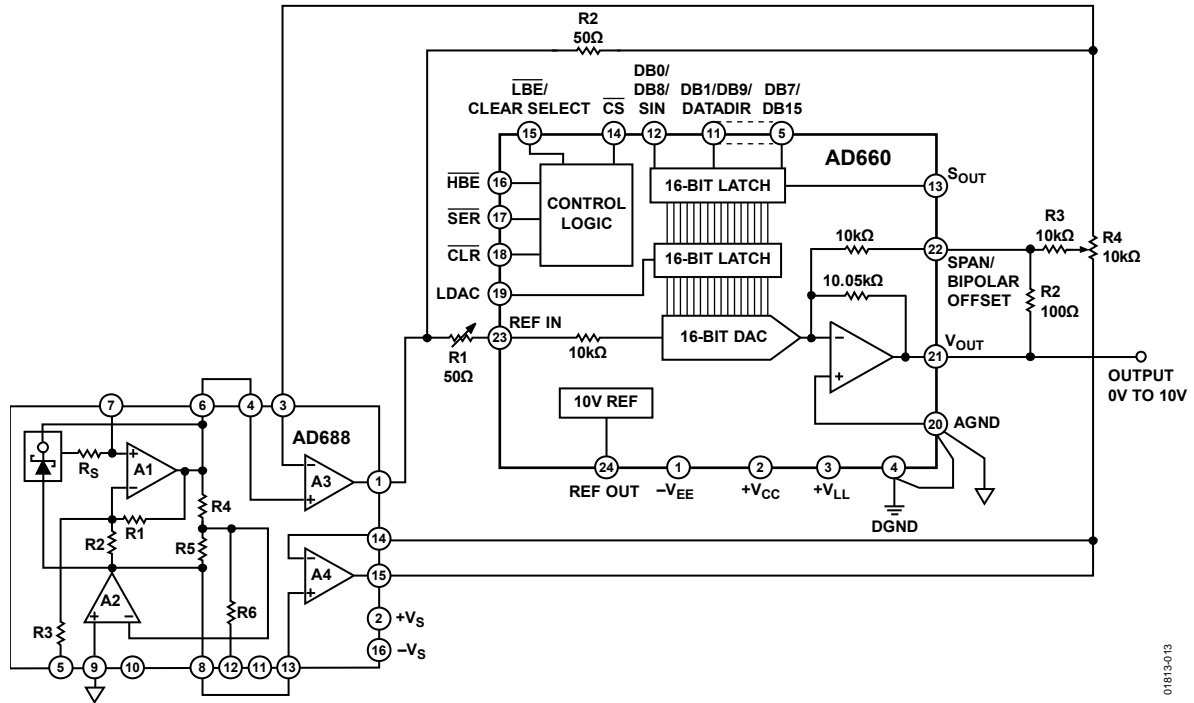 R2
50Ω
LBE/
CLEAR SELECT
CS
DB0/
DB8/
SIN
DB1/DB9/
DATADIR
DB7/
DB15
15
14
12
11
5
AD660
HBE
16
SER
17
CLR
18
LDAC
19
CONTROL
LOGIC
16-BIT LATCH
16-BIT LATCH
16-BIT DAC
13
SOUT
10kΩ
10.05kΩ
22
SPAN/
BIPOLAR
OFFSET
R3
10kΩ
R4
10kΩ
R2
100Ω
REF IN
23
R1
50Ω
10kΩ
−
+
VOUT
21
OUTPUT
0V TO 10V
10V REF
20
AGND
24
1
2
3
4
REF OUT
–VEE
+VCC
+VLL
DGND
7
6
4
3
AD688
RS
+
A1
−
−
A3
+
1
R4
R1
R2
R5
14
−
A4
+
15
A2
+
−
R6
R3
2
+VS
16
–VS
5
9
10
8
12
11
13
01813-013